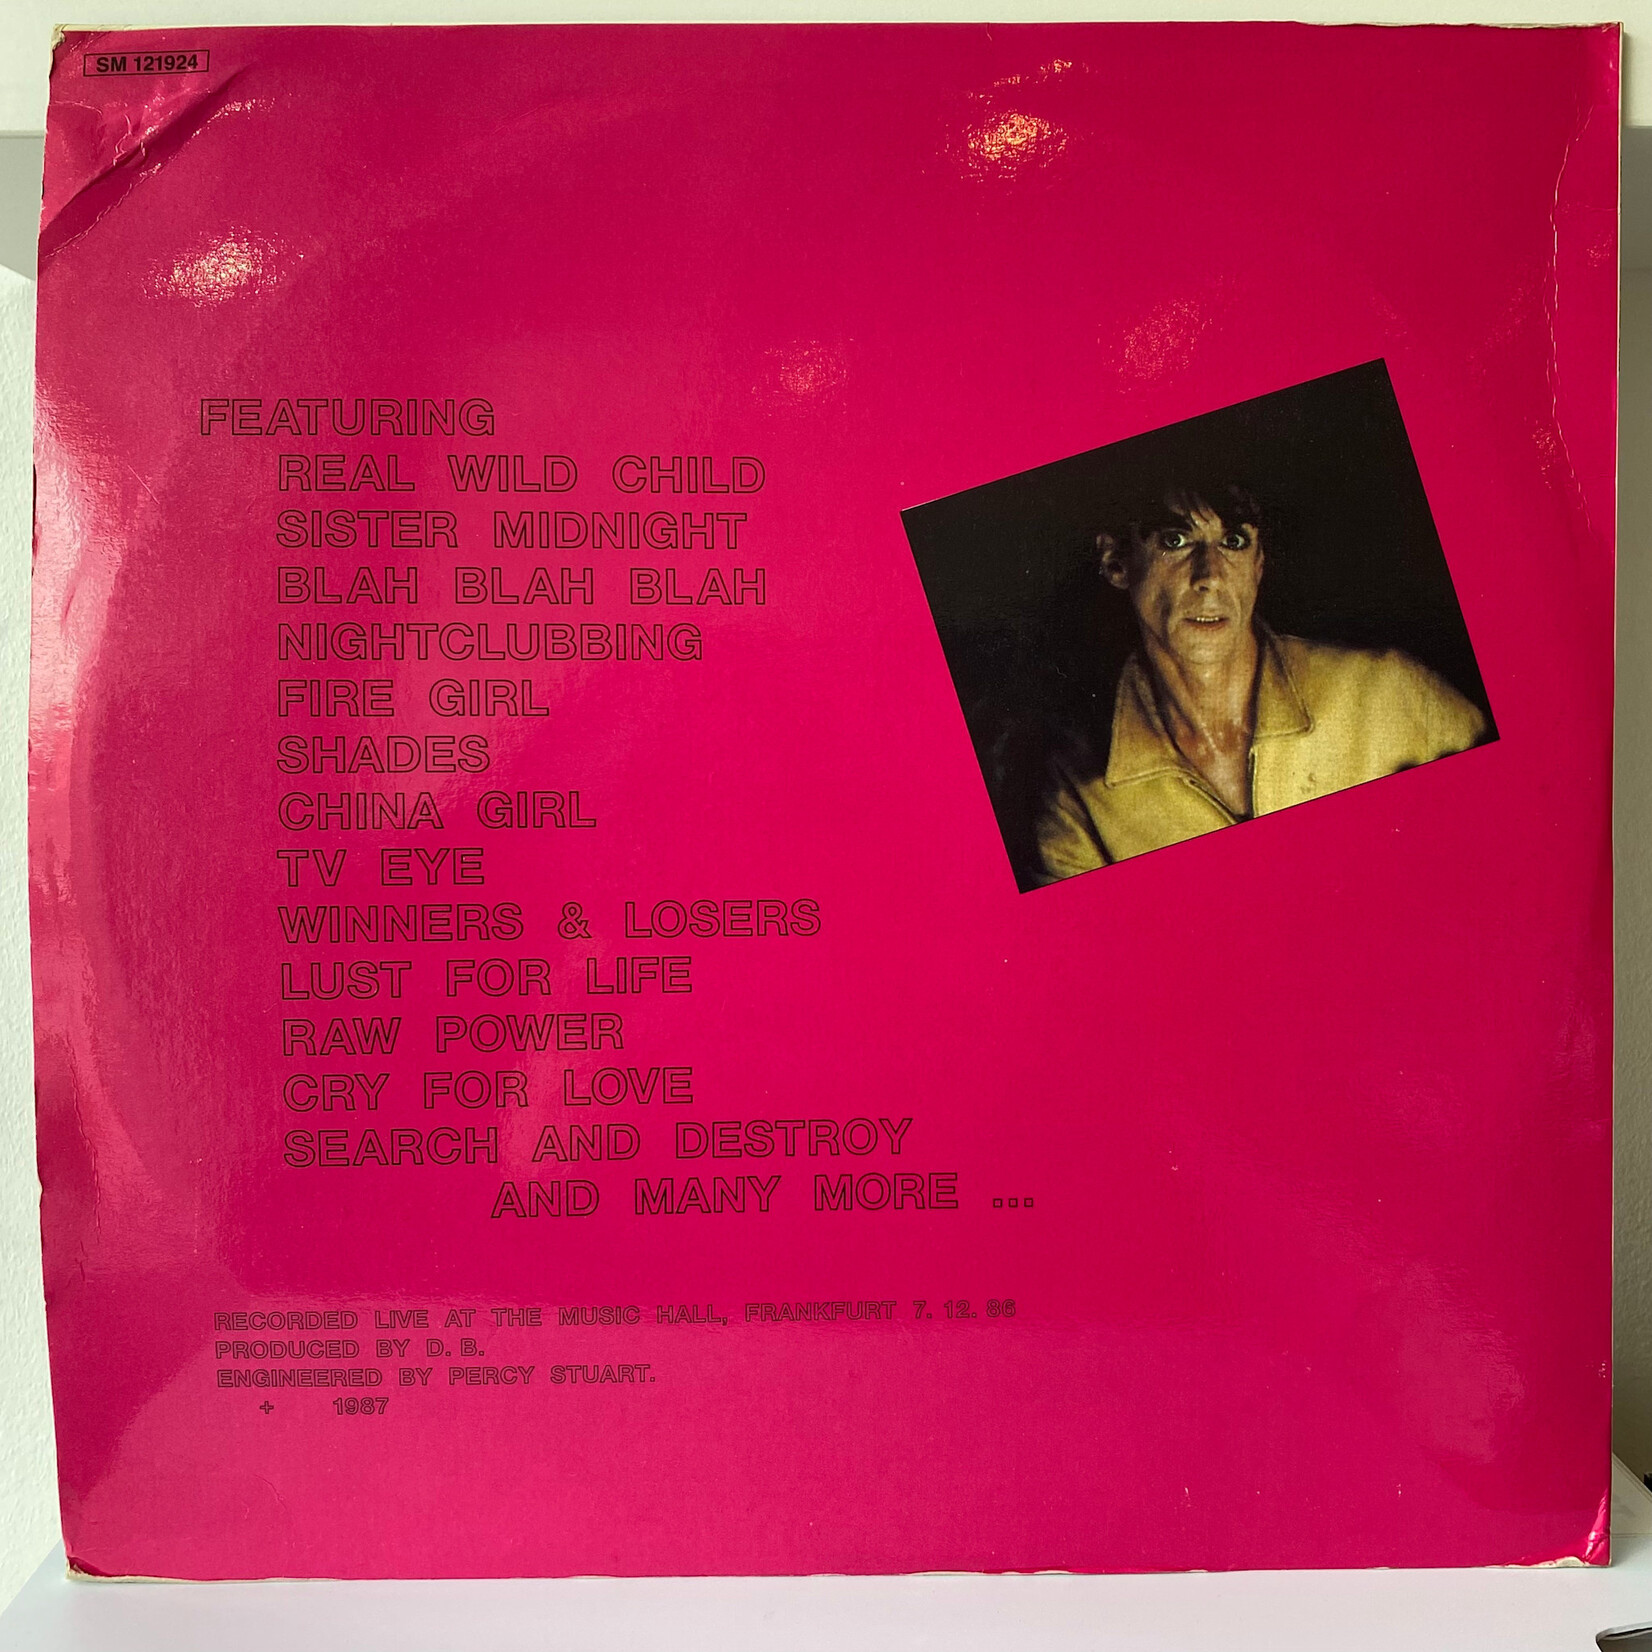 SM 121924
FEATURING
REAL WILD CHILD
SISTER MIDNIGHT
BLAH BLAH BLAH
NIGHTCLUBBING
FIRE GIRL
SHADES
CHINA GIRL
TV EYE
WINNERS & LOSERS
LUST FOR LIFE
RAW POWER
CRY FOR LOVE
SEARCH AND DESTROY
AND MANY MORE ...
RECORDED LIVE AT THE MUSIC HALL, FRANKFURT 7. 12. 86
PRODUCED BY D. B.
ENGINEERED BY PERCY STUART.
+ 1987